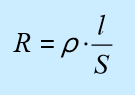 R = ρ · l/S